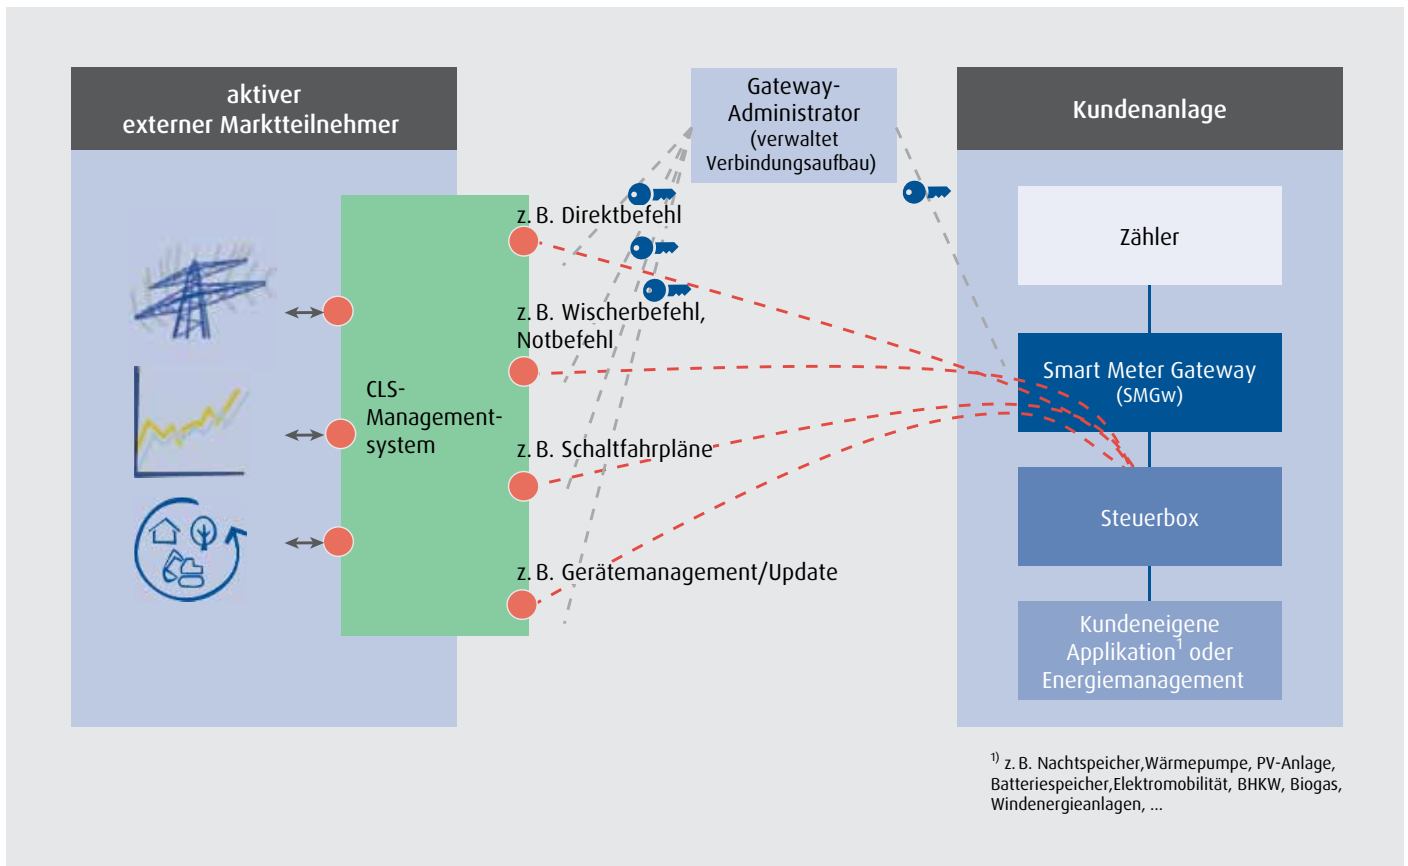 aktiver
externer Marktteilnehmer
CLS-
Management-
system
z. B. Direktbefehl
z. B. Wischerbefehl,
Notbefehl
z. B. Schaltfahrpläne
z. B. Gerätemanagement/Update
Gateway-
Administrator
(verwaltet
Verbindungsaufbau)
Kundenanlage
Zähler
Smart Meter Gateway
(SMGw)
Steuerbox
Kundeneigene
Applikation¹ oder
Energiemanagement
¹⁾ z. B. Nachtspeicher,Wärmepumpe, PV-Anlage,
Batteriespeicher,Elektromobilität, BHKW, Biogas,
Windenergieanlagen, ...